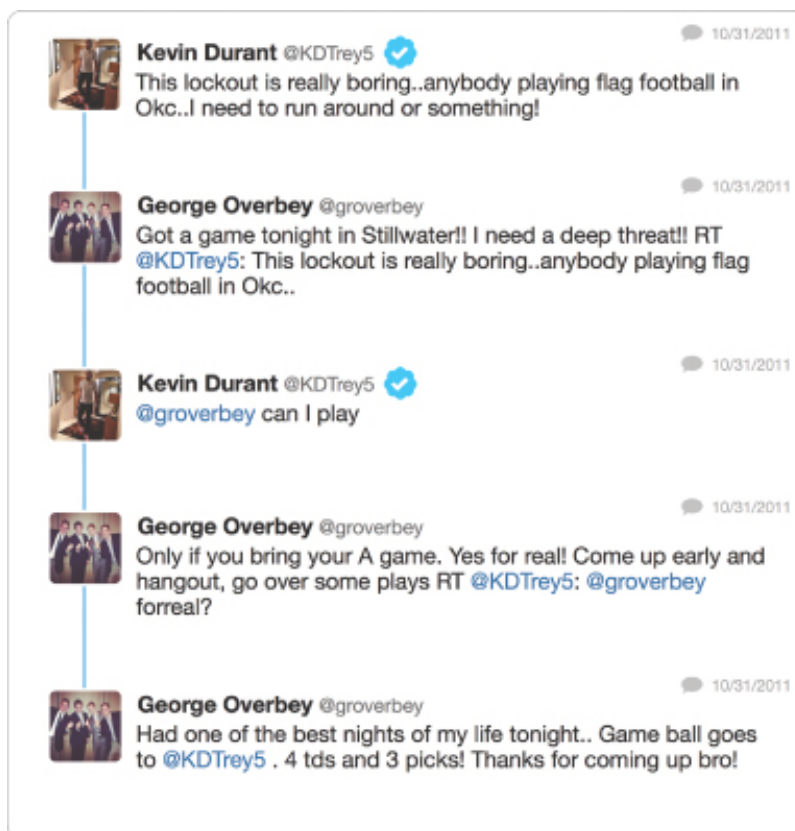 10/31/2011
Kevin Durant @KDTrey5
This lockout is really boring..anybody playing flag football in
Okc..I need to run around or something!
10/31/2011
George Overbey @groverbey
Got a game tonight in Stillwater!! I need a deep threat!! RT
@KDTrey5: This lockout is really boring..anybody playing flag
football in Okc..
10/31/2011
Kevin Durant @KDTrey5
@groverbey can I play
10/31/2011
George Overbey @groverbey
Only if you bring your A game. Yes for real! Come up early and
hangout, go over some plays RT @KDTrey5: @groverbey
forreal?
10/31/2011
George Overbey @groverbey
Had one of the best nights of my life tonight.. Game ball goes
to @KDTrey5 . 4 tds and 3 picks! Thanks for coming up bro!